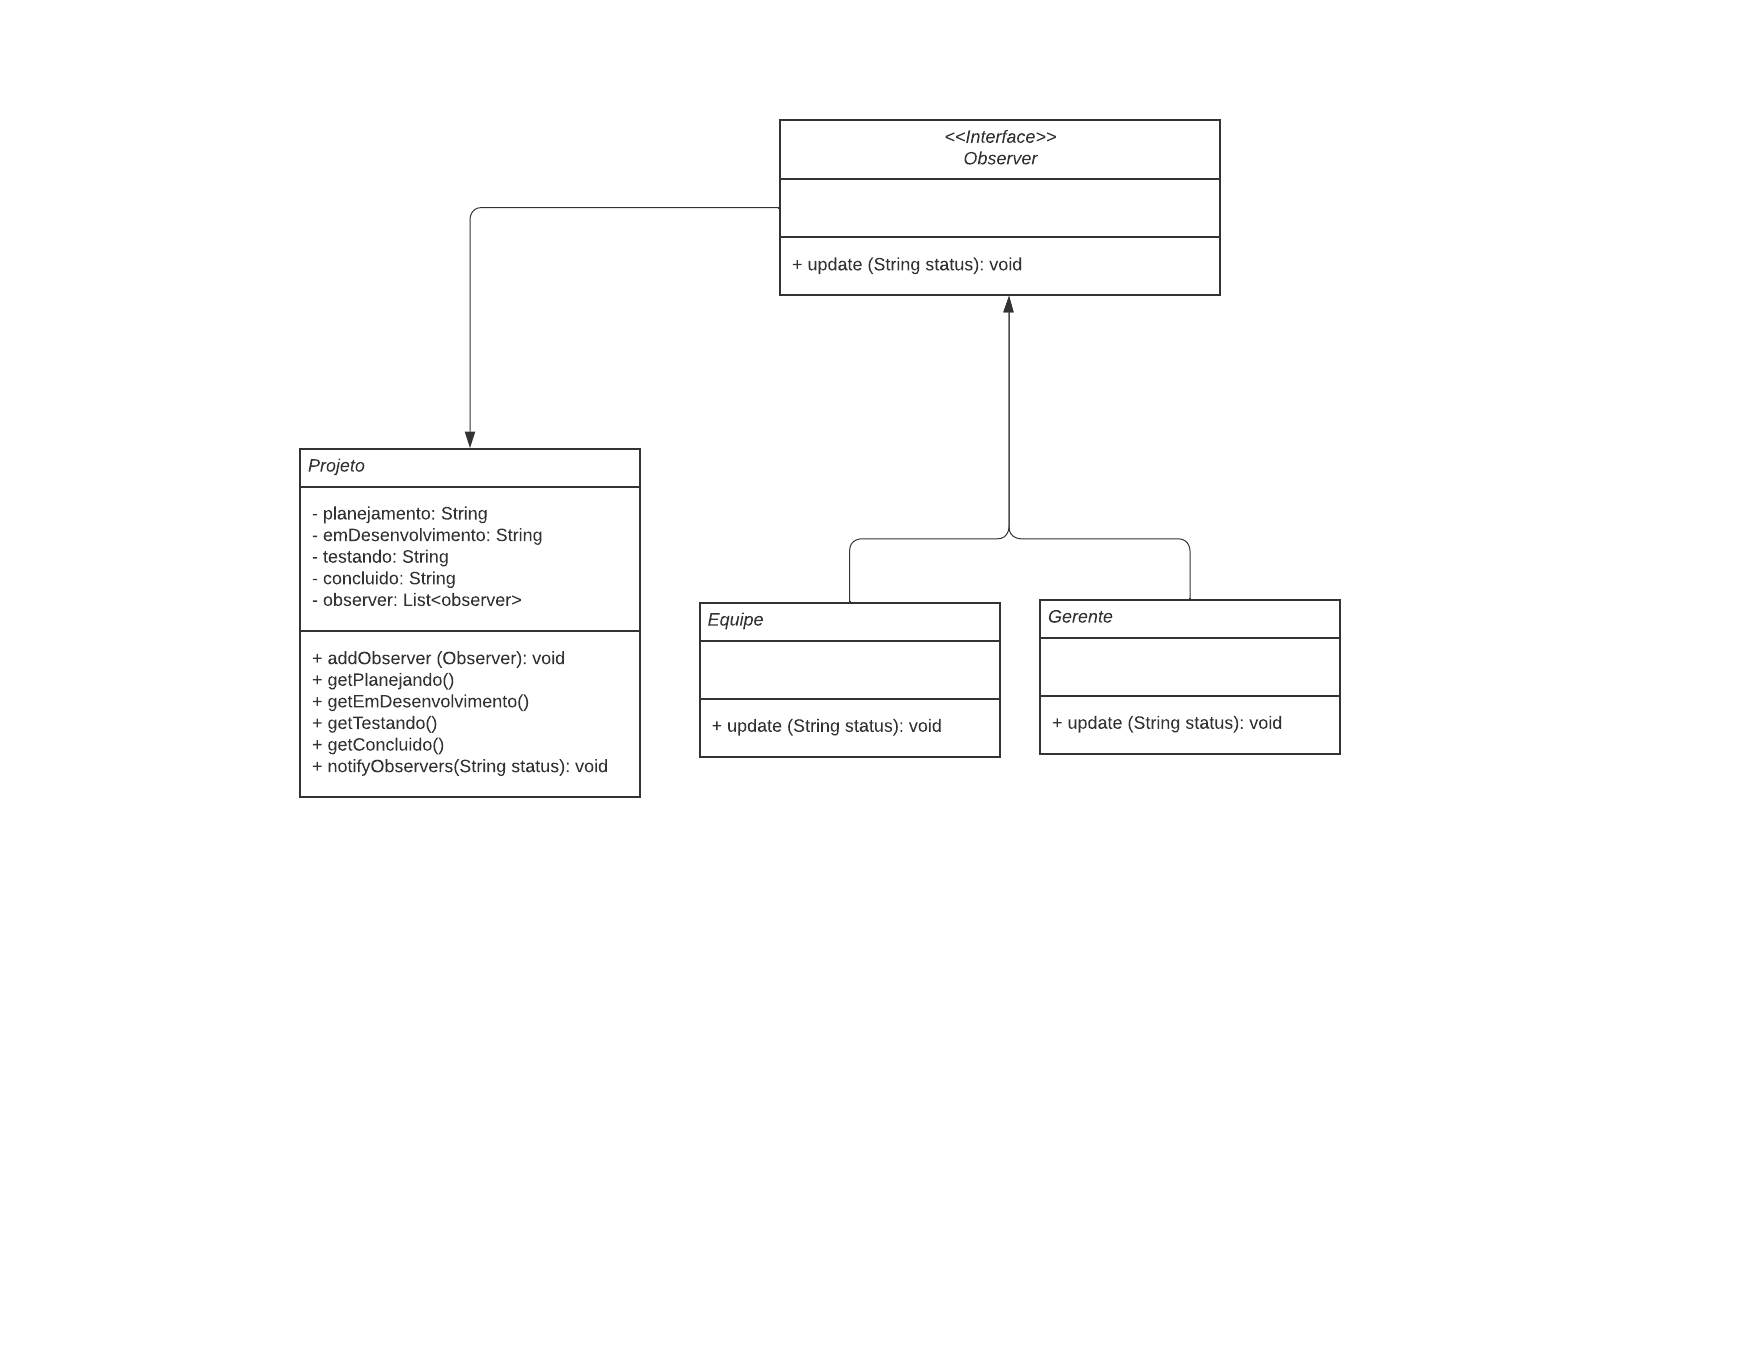 <<Interface>>
Observer
+ update (String status): void
Projeto
- planejamento: String
- emDesenvolvimento: String
- testando: String
- concluido: String
- observer: List<observer>
+ addObserver (Observer): void
+ getPlanejando()
+ getEmDesenvolvimento()
+ getTestando()
+ getConcluido()
+ notifyObservers(String status): void
Equipe
+ update (String status): void
Gerente
+ update (String status): void